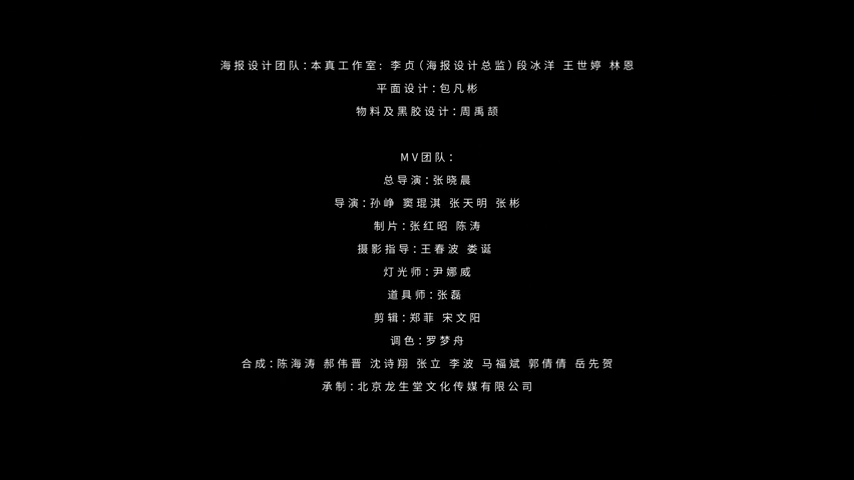 海报设计团队:本真工作室: 李贞(海报设计总监)段冰洋 王世婷 林恩
平面设计:包凡彬
物料及黑胶设计:周禹颉
MV团队:
总导演:张晓晨
导演:孙峥 窦琨淇 张天明 张彬
制片:张红昭 陈涛
摄影指导:王春波 娄诞
灯光师:尹娜威
道具师:张磊
剪辑:郑菲 宋文阳
调色:罗梦舟
合成:陈海涛 郝伟晋 沈诗翔 张立 李波 马福斌 郭倩倩 岳先贺
承制:北京龙生堂文化传媒有限公司